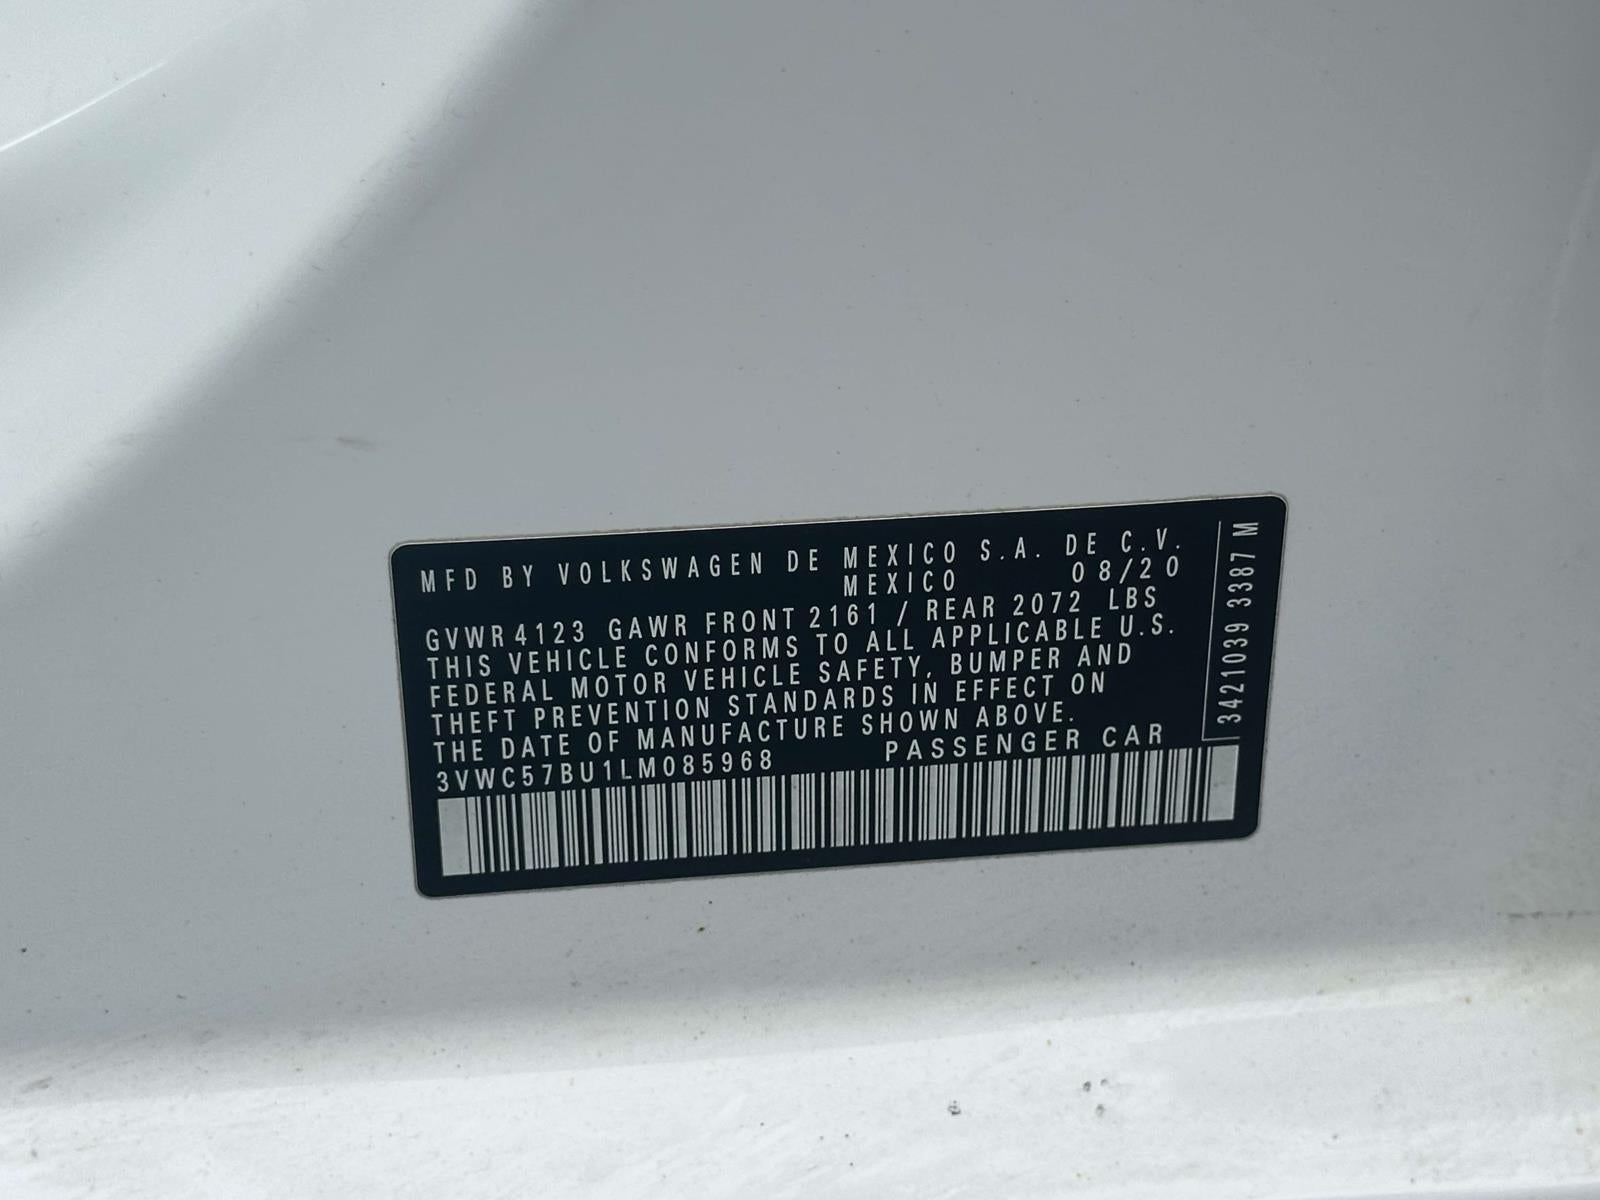 MFD BY VOLKSWAGEN DE MEXICO S.A. DE C.V.
MEXICO 08/20
GVWR 4123 GAWR FRONT 2161 / REAR 2072 LBS
THIS VEHICLE CONFORMS TO ALL APPLICABLE U.S.
FEDERAL MOTOR VEHICLE SAFETY, BUMPER AND
THEFT PREVENTION STANDARDS IN EFFECT ON
THE DATE OF MANUFACTURE SHOWN ABOVE.
3VWC57BU1LM085968 PASSENGER CAR
3421039 3387 M